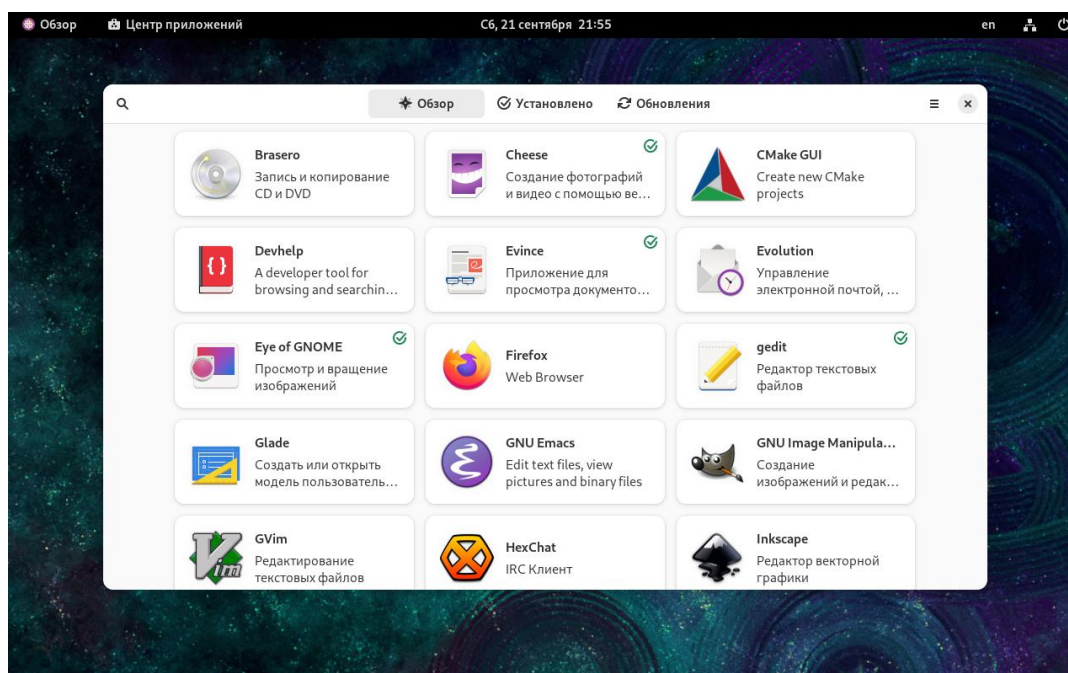 Обзор Центр приложений Сб, 21 сентября 21:55 en
Обзор Установлено Обновления
Brasero
Запись и копирование
CD и DVD
Cheese
Создание фотографий
и видео с помощью ве...
CMake GUI
Create new CMake
projects
Devhelp
A developer tool for
browsing and searchin...
Evince
Приложение для
просмотра документо...
Evolution
Управление
электронной почтой, ...
Eye of GNOME
Просмотр и вращение
изображений
Firefox
Web Browser
gedit
Редактор текстовых
файлов
Glade
Создать или открыть
модель пользователь...
GNU Emacs
Edit text files, view
pictures and binary files
GNU Image Manipula...
Создание
изображений и редак...
GVim
Редактирование
текстовых файлов
HexChat
IRC Клиент
Inkscape
Редактор векторной
графики